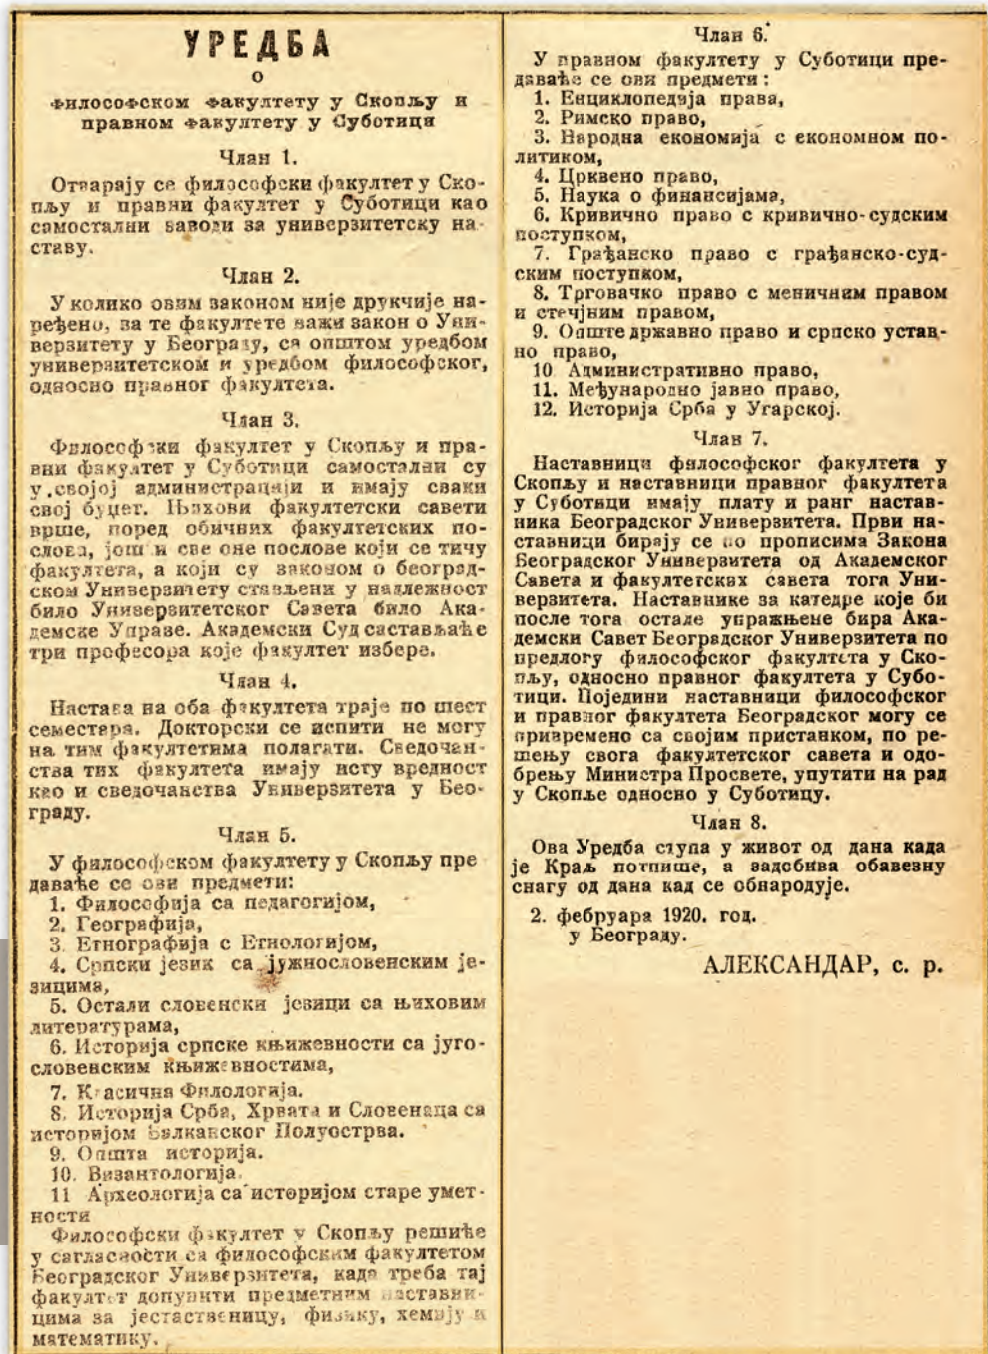 УРЕДБА
О
ФИЛОСОФСКОМ ФАКУЛТЕТУ У СКОПЉУ И
ПРАВНОМ ФАКУЛТЕТУ У СУБОТИЦИ
Члан 1.
Отварају се философски факултет у Ско-
пљу и правни факултет у Суботици као
самостални заводи за универзитетску на-
ставу.
Члан 2.
У колико овим законом није друкчије на-
ређено, за те факултете важи закон о Уни-
верзитету у Београду, са општом уредбом
универзитетском и уредбом философског,
односно правног факултета.
Члан 3.
Философски факултет у Скопљу и пра-
вни факултет у Суботици самостални су
у својој администрацији и имају сваки
свој буџет. Њихови факултетски савети
врше, поред обичних факултетских по-
слова, још и све оне послове који се тичу
факултета, а који су законом о београд-
ском Универзитету стављени у надлежност
било Универзитетског Савета било Ака-
демске Управе. Академски Суд састављаће
три професора које факултет избере.
Члан 4.
Настава на оба факултета траје по шест
семестера. Докторски се испити не могу
на тим факултетима полагати. Сведочан-
ства тих факултета имају исту вредност
као и сведочанства Универзитета у Бео-
граду.
Члан 5.
У философском факултету у Скопљу пре
даваће се ови предмети:
1. Философија са педагогијом,
2. Географија,
3. Етнографија с Етнологијом,
4. Српски језик са јужнословенским је-
зицима,
5. Остали словенски језици са њиховим
литературама,
6. Историја српске књижевности са југо-
словенским књижевностима,
7. Класична Филологија.
8. Историја Срба, Хрвата и Словенаца са
историјом Балканског Полуострва.
9. Општа историја.
10. Византологија.
11 Археологија са историјом старе умет-
ности
Философски факултет у Скопљу решиће
у сагласности са философским факултетом
Београдског Универзитета, када треба тај
факултет допунити предметним наставни-
цима за јестаственицу, физику, хемију и
математику.
Члан 6.
У правном факултету у Суботици пре-
даваће се ови предмети:
1. Енциклопедија права,
2. Римско право,
3. Народна економија с економном по-
литиком,
4. Црквено право,
5. Наука о финансијама,
6. Кривично право с кривично-судским
поступком,
7. Грађанско право с грађанско-суд-
ским поступком,
8. Трговачко право с меничним правом
и стечјним правом,
9. Опште државно право и српско устав-
но право,
10 Административно право,
11. Међународно јавно право,
12. Историја Срба у Угарској.
Члан 7.
Наставници философског факултета у
Скопљу и наставници правног факултета
у Суботици имају плату и ранг настав-
ника Београдског Универзитета. Први на-
ставници бирају се по прописима Закона
Београдског Универзитета од Академског
Савета и факултетских савета тога Уни-
верзитета. Наставнике за катедре које би
после тога остале упражњене бира Ака-
демски Савет Београдског Универзитета по
предлогу философског факултета у Ско-
пљу, односно правног факултета у Субо-
тици. Поједини наставници философског
и правног факултета Београдског могу се
привремено са својим пристанком, по ре-
шењу свога факултетског савета и одо-
брењу Министра Просвете, упутити на рад
у Скопље односно у Суботицу.
Члан 8.
Ова Уредба ступа у живот од дана када
је Краљ потпише, а задобива обавезну
снагу од дана кад се обнародује.
2. фебруара 1920. год.
у Београду.
АЛЕКСАНДАР, с. р.